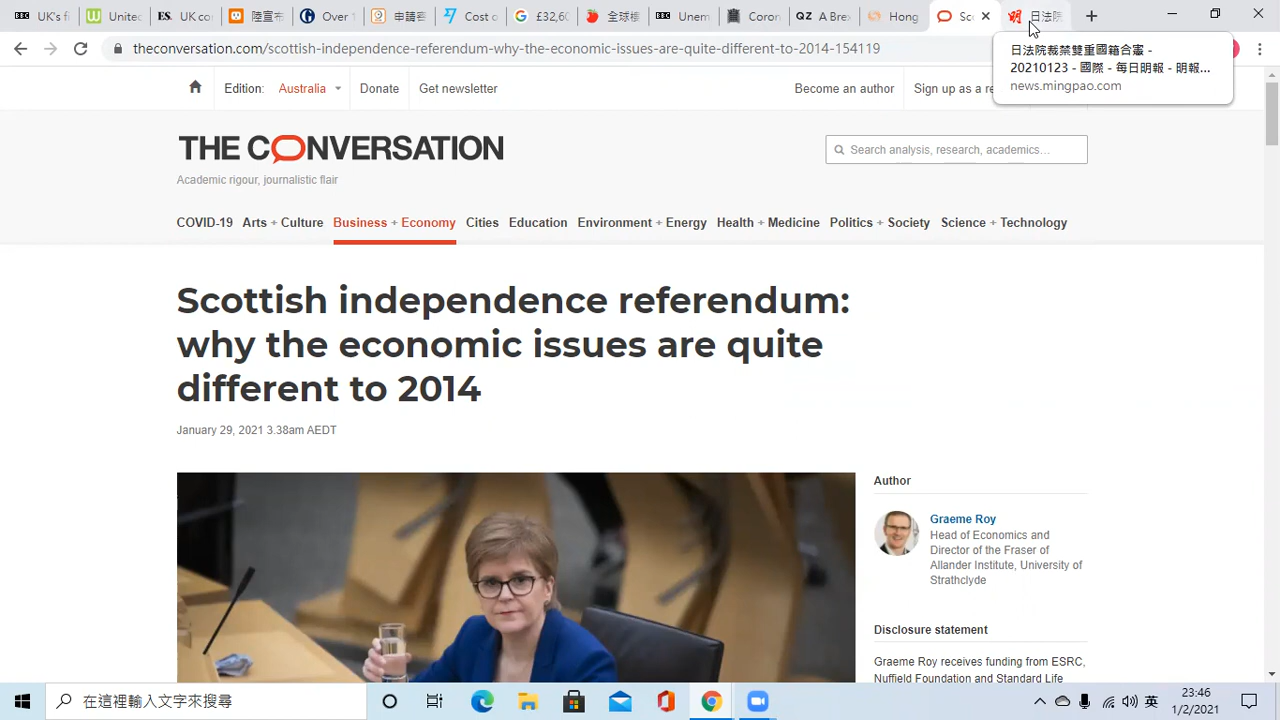 UK's
United
UK co
陸宣布
Over 1
申請簽
Cost o
£32,60
全球模
Unem
Coron
A Brex
Hong
Sco
日法院
theconversation.com/scottish-independence-referendum-why-the-economic-issues-are-quite-different-to-2014-154119
日法院裁禁雙重國籍合憲 -
20210123 - 國際 - 每日明報 - 明報...
news.mingpao.com
Edition:
Australia
Donate
Get newsletter
Become an author
Sign up as a re
THE CONVERSATION
Academic rigour, journalistic flair
Search analysis, research, academics…
COVID-19 Arts + Culture Business + Economy Cities Education Environment + Energy Health + Medicine Politics + Society Science + Technology
Scottish independence referendum:
why the economic issues are quite
different to 2014
January 29, 2021 3.38am AEDT
Author
Graeme Roy
Head of Economics and
Director of the Fraser of
Allander Institute, University of
Strathclyde
Disclosure statement
Graeme Roy receives funding from ESRC,
Nuffield Foundation and Standard Life
在這裡輸入文字來搜尋
英
23:46
1/2/2021